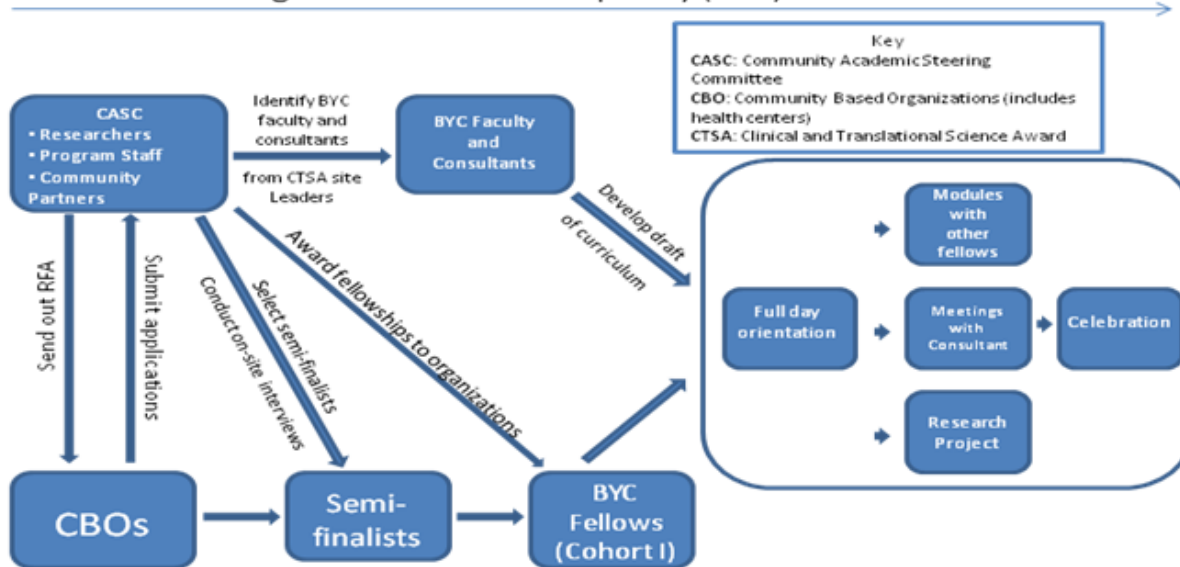 Key
CASC: Community Academic Steering
Committee
CBO: Community Based Organizations (includes
health centers)
CTSA: Clinical and Translational Science Award
CASC
▪ Researchers
▪ Program Staff
▪ Community
Partners
Identify BYC
faculty and
consultants
from CTSA site
Leaders
BYC Faculty
and
Consultants
Develop draft
of curriculum
Send out RFA
Submit applications
Select semi-finalists
Conduct on-site interviews
Award fellowships to organizations
CBOs
Semi-
finalists
BYC
Fellows
(Cohort I)
Full day
orientation
Modules
with
other
fellows
Meetings
with
Consultant
Research
Project
Celebration